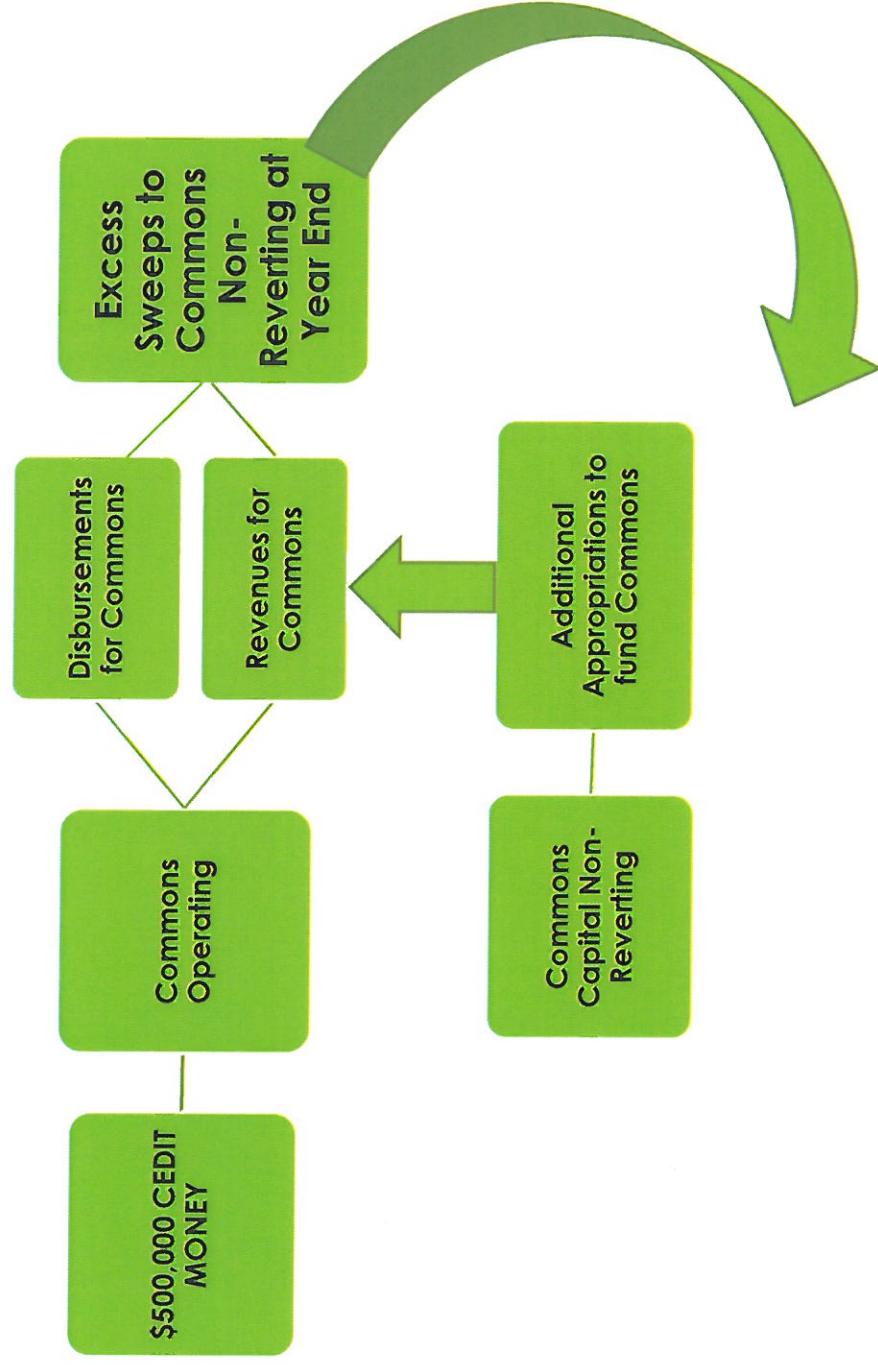 $500,000 CEDIT
MONEY
Commons
Operating
Disbursements
for Commons
Revenues for
Commons
Excess
Sweeps to
Commons
Non-
Reverting at
Year End
Commons
Capital Non-
Reverting
Additional
Appropriations to
fund Commons